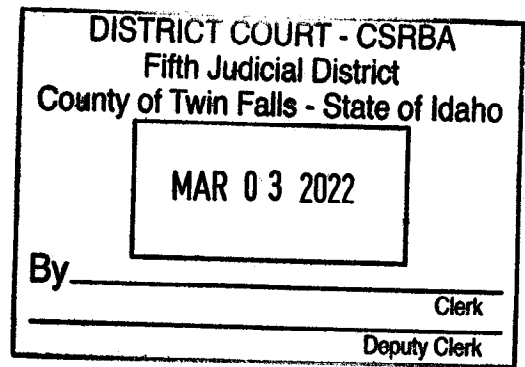 DISTRICT COURT - CSRBA
Fifth Judicial District
County of Twin Falls - State of Idaho
MAR 03 2022
By
Clerk
Deputy Clerk